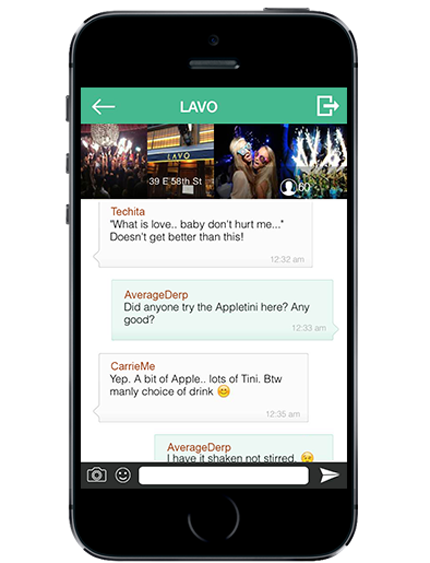 LAVO
LAVO
39 E 58th St
60
Techita
"What is love.. baby don't hurt me..."
Doesn't get better than this!
12:32 am
AverageDerp
Did anyone try the Appletini here? Any
good?
12:33 am
CarrieMe
Yep. A bit of Apple.. lots of Tini. Btw
manly choice of drink 😊
12:35 am
AverageDerp
I have it shaken not stirred 😉